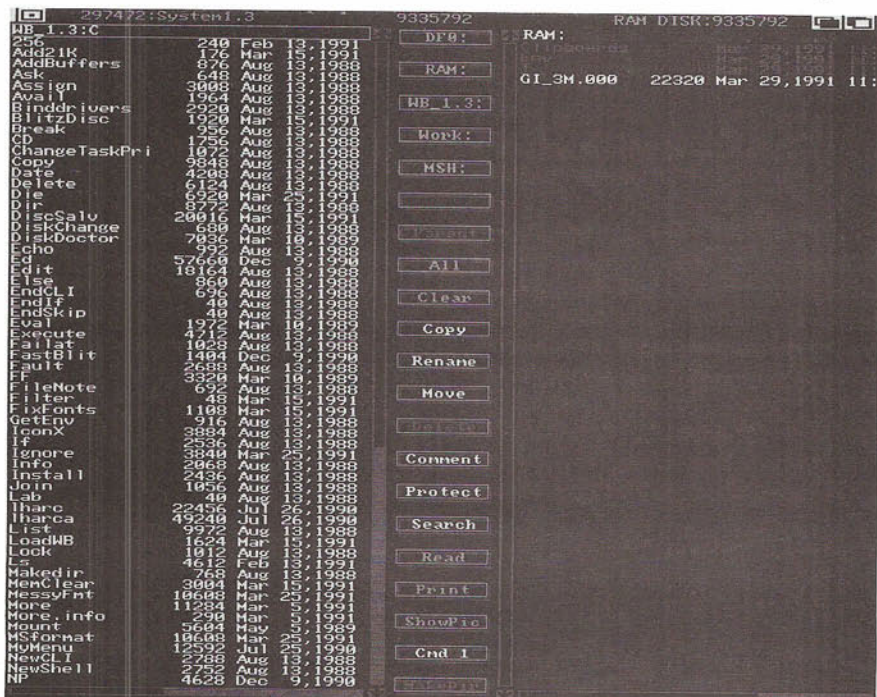 297472:System1.3 9335792 RAM DISK:9335792
WB_1.3:C
256 240 Feb 13,1991
Add21K 176 Mar 15,1991
AddBuffers 876 Aug 13,1988
Ask 648 Aug 13,1988
Assign 3008 Aug 13,1988
Avail 1964 Aug 13,1988
Binddrivers 2920 Aug 13,1988
BlitzDisc 1920 Mar 15,1991
Break 956 Aug 13,1988
CD 1756 Aug 13,1988
ChangeTaskPri 1072 Aug 13,1988
Copy 9848 Aug 13,1988
Date 4208 Aug 13,1988
Delete 6124 Aug 13,1988
Die 6920 Mar 25,1991
Dir 8772 Aug 13,1988
DiscSalv 20016 Mar 15,1991
DiskChange 680 Aug 13,1988
DiskDoctor 7036 Mar 10,1989
Echo 992 Aug 13,1988
Ed 57660 Dec 9,1990
Edit 18164 Aug 13,1988
Else 860 Aug 13,1988
EndCLI 696 Aug 13,1988
EndIf 40 Aug 13,1988
EndSkip 40 Aug 13,1988
Eval 1972 Mar 10,1989
Execute 4712 Aug 13,1988
Failat 1028 Aug 13,1988
FastBlit 1404 Dec 9,1990
Fault 2688 Aug 13,1988
FF 3320 Mar 10,1989
FileNote 692 Aug 13,1988
Filter 48 Mar 15,1991
FixFonts 1108 Mar 15,1991
GetEnv 916 Aug 13,1988
IconX 3884 Aug 13,1988
If 2536 Aug 13,1988
Ignore 3840 Mar 25,1991
Info 2068 Aug 13,1988
Install 2436 Aug 13,1988
Join 1056 Aug 13,1988
Lab 40 Aug 13,1988
lharc 22456 Jul 26,1990
lharca 49240 Jul 26,1990
List 9972 Aug 13,1988
LoadWB 1624 Mar 15,1991
Lock 1012 Aug 13,1988
Ls 4612 Feb 13,1991
Makedir 768 Aug 13,1988
MemClear 3004 Mar 15,1991
MessyFmt 10608 Mar 25,1991
More 11284 Mar 5,1991
More.info 290 Mar 5,1991
Mount 5604 May 5,1989
MSformat 10608 Mar 25,1991
MyMenu 12592 Jul 25,1990
NewCLI 2788 Aug 13,1988
NewShell 2752 Aug 13,1988
NP 4628 Dec 9,1990
DF0:
RAM:
WB_1.3:
Work:
MSH:
All
Clear
Copy
Rename
Move
Delete
Comment
Protect
Search
Read
Print
ShowPic
Cmd 1
RAM:
Clipboards
GI_3M.000 22320 Mar 29,1991 11: